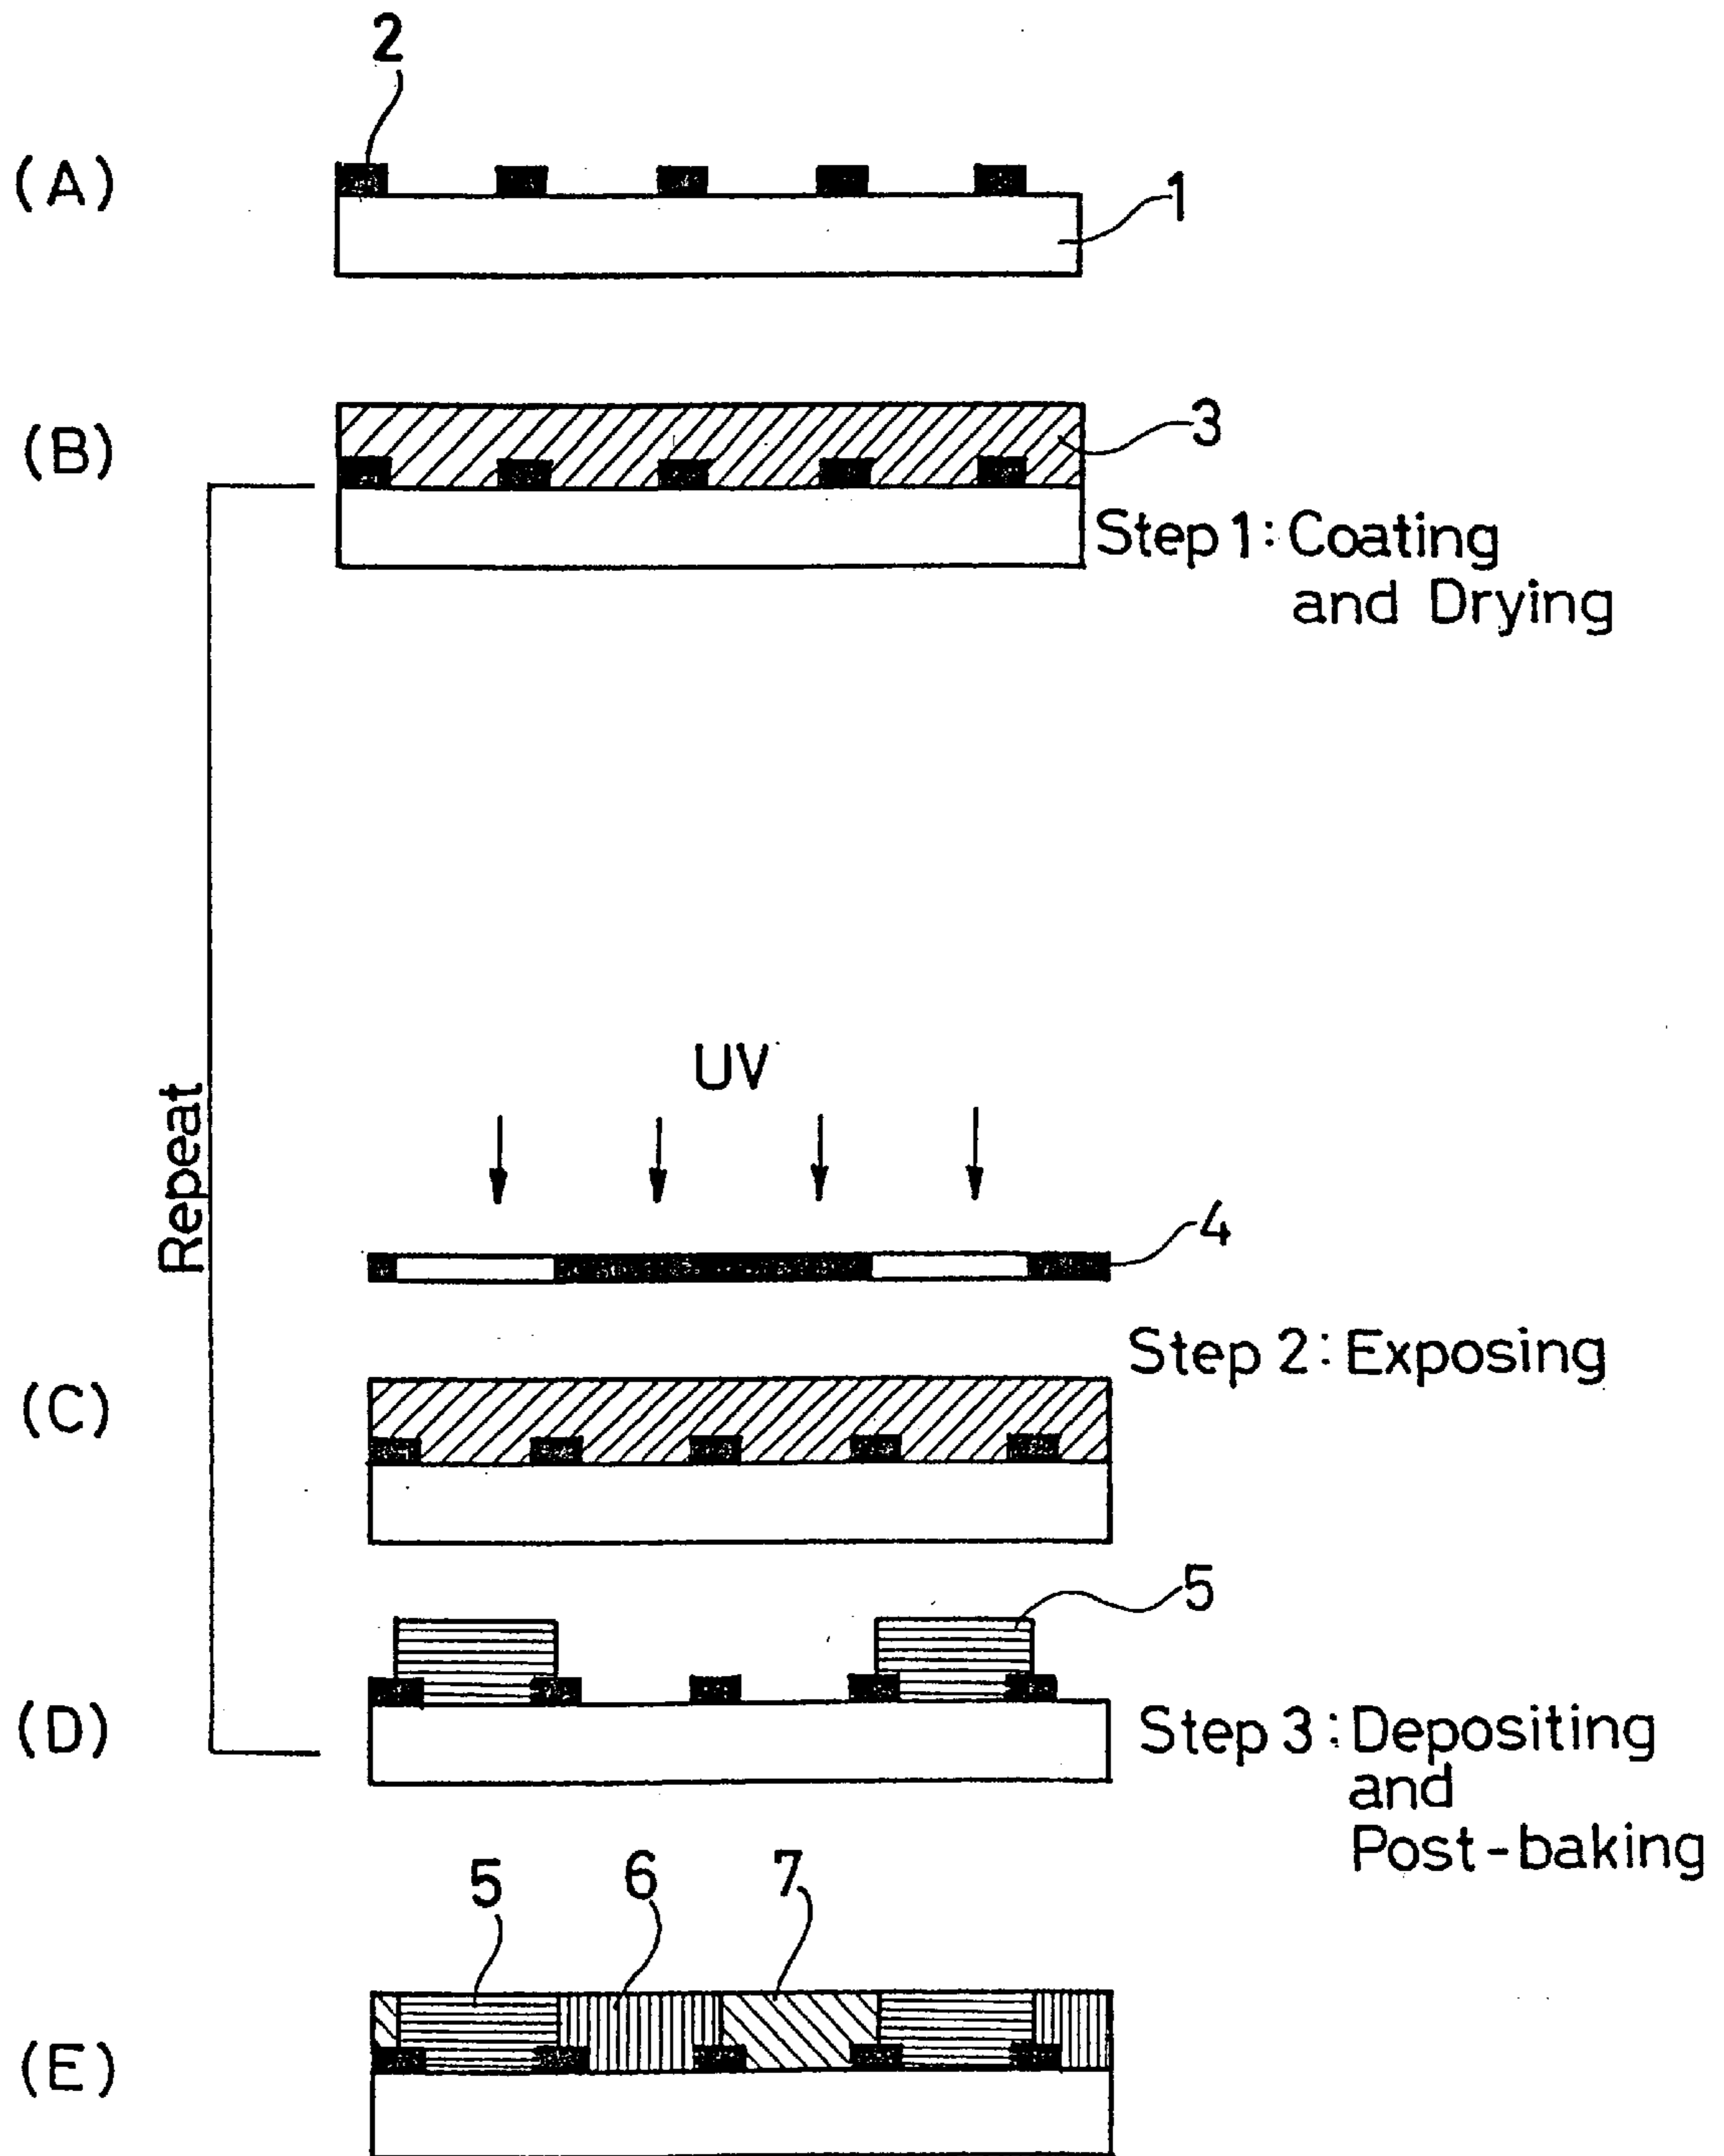 2
(A)
1
(B)
3
Step 1: Coating
and Drying
Repeat
UV
4
Step 2: Exposing
(C)
5
(D)
Step 3: Depositing
and
Post-baking
5 6 7
(E)